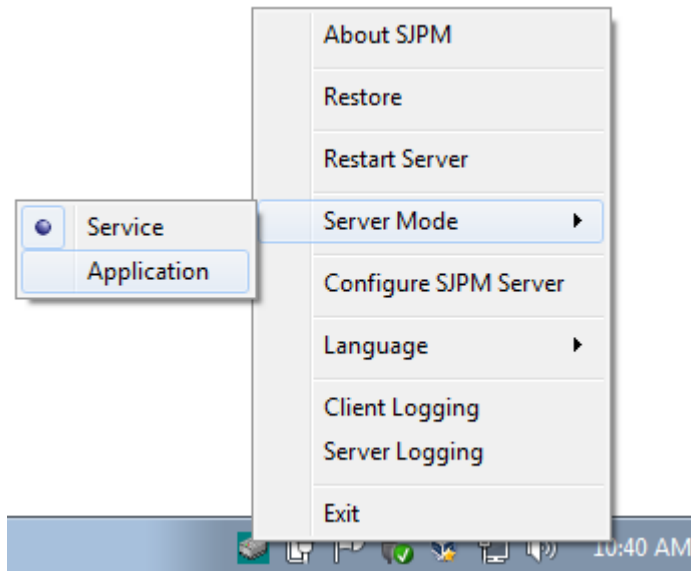 About SJPM
Restore
Restart Server
Server Mode
Service
Application
Configure SJPM Server
Language
Client Logging
Server Logging
Exit
10:40 AM